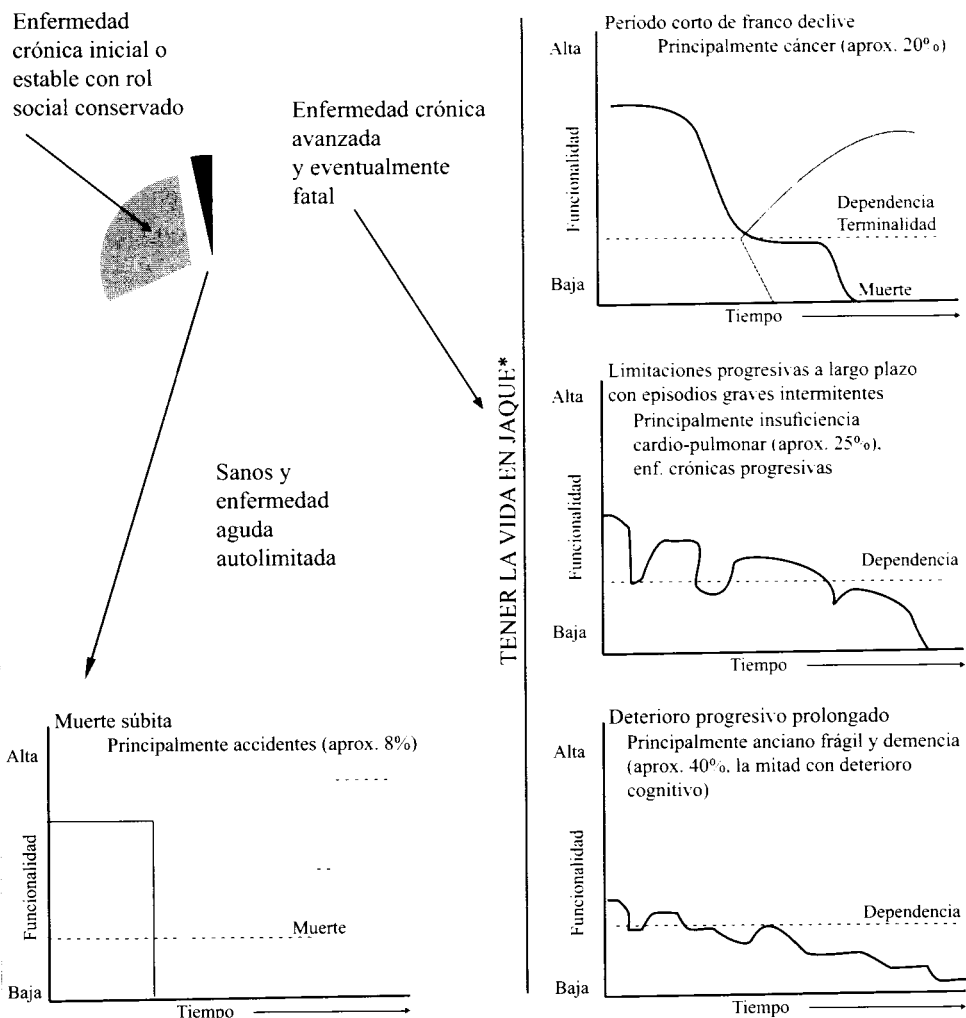 Enfermedad
crónica inicial o
estable con rol
social conservado
Enfermedad crónica
avanzada
y eventualmente
fatal
Sanos y
enfermedad
aguda
autolimitada
Muerte súbita
Principalmente accidentes (aprox. 8%)
Alta
Funcionalidad
Muerte
Baja
Tiempo
TENER LA VIDA EN JAQUE*
Periodo corto de franco declive
Alta
Principalmente cáncer (aprox. 20%)
Funcionalidad
Dependencia
Terminalidad
Baja
Muerte
Tiempo
Limitaciones progresivas a largo plazo
Alta
con episodios graves intermitentes
Principalmente insuficiencia
cardio-pulmonar (aprox. 25%),
enf. crónicas progresivas
Funcionalidad
Dependencia
Baja
Tiempo
Deterioro progresivo prolongado
Alta
Principalmente anciano frágil y demencia
(aprox. 40%, la mitad con deterioro
cognitivo)
Funcionalidad
Dependencia
Baja
Tiempo